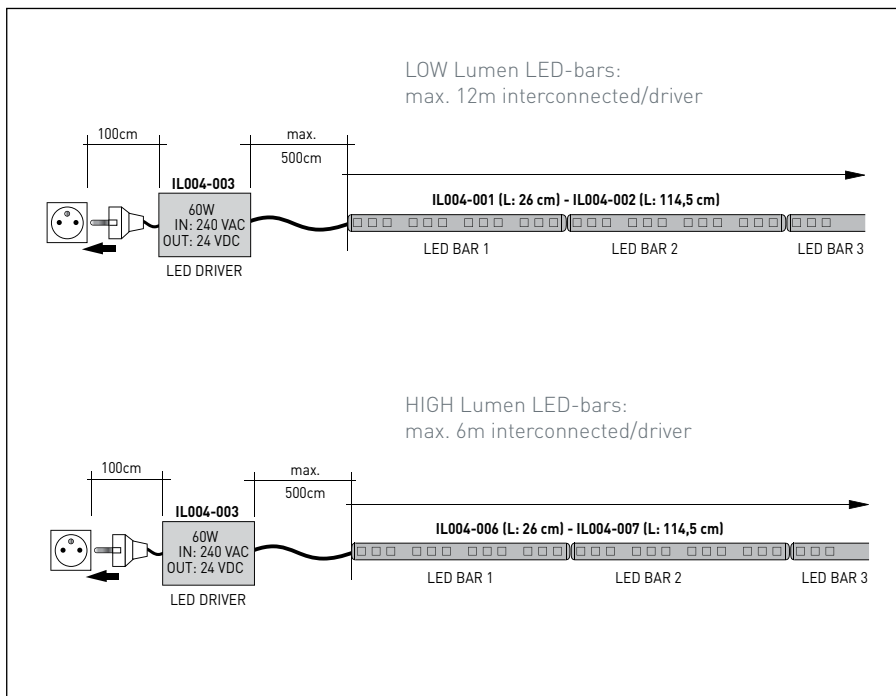 LOW Lumen LED-bars:
max. 12m interconnected/driver
100cm
max.
500cm
IL004-003
60W
IN: 240 VAC
OUT: 24 VDC
LED DRIVER
IL004-001 (L: 26 cm) - IL004-002 (L: 114,5 cm)
LED BAR 1
LED BAR 2
LED BAR 3
HIGH Lumen LED-bars:
max. 6m interconnected/driver
100cm
max.
500cm
IL004-003
60W
IN: 240 VAC
OUT: 24 VDC
LED DRIVER
IL004-006 (L: 26 cm) - IL004-007 (L: 114,5 cm)
LED BAR 1
LED BAR 2
LED BAR 3